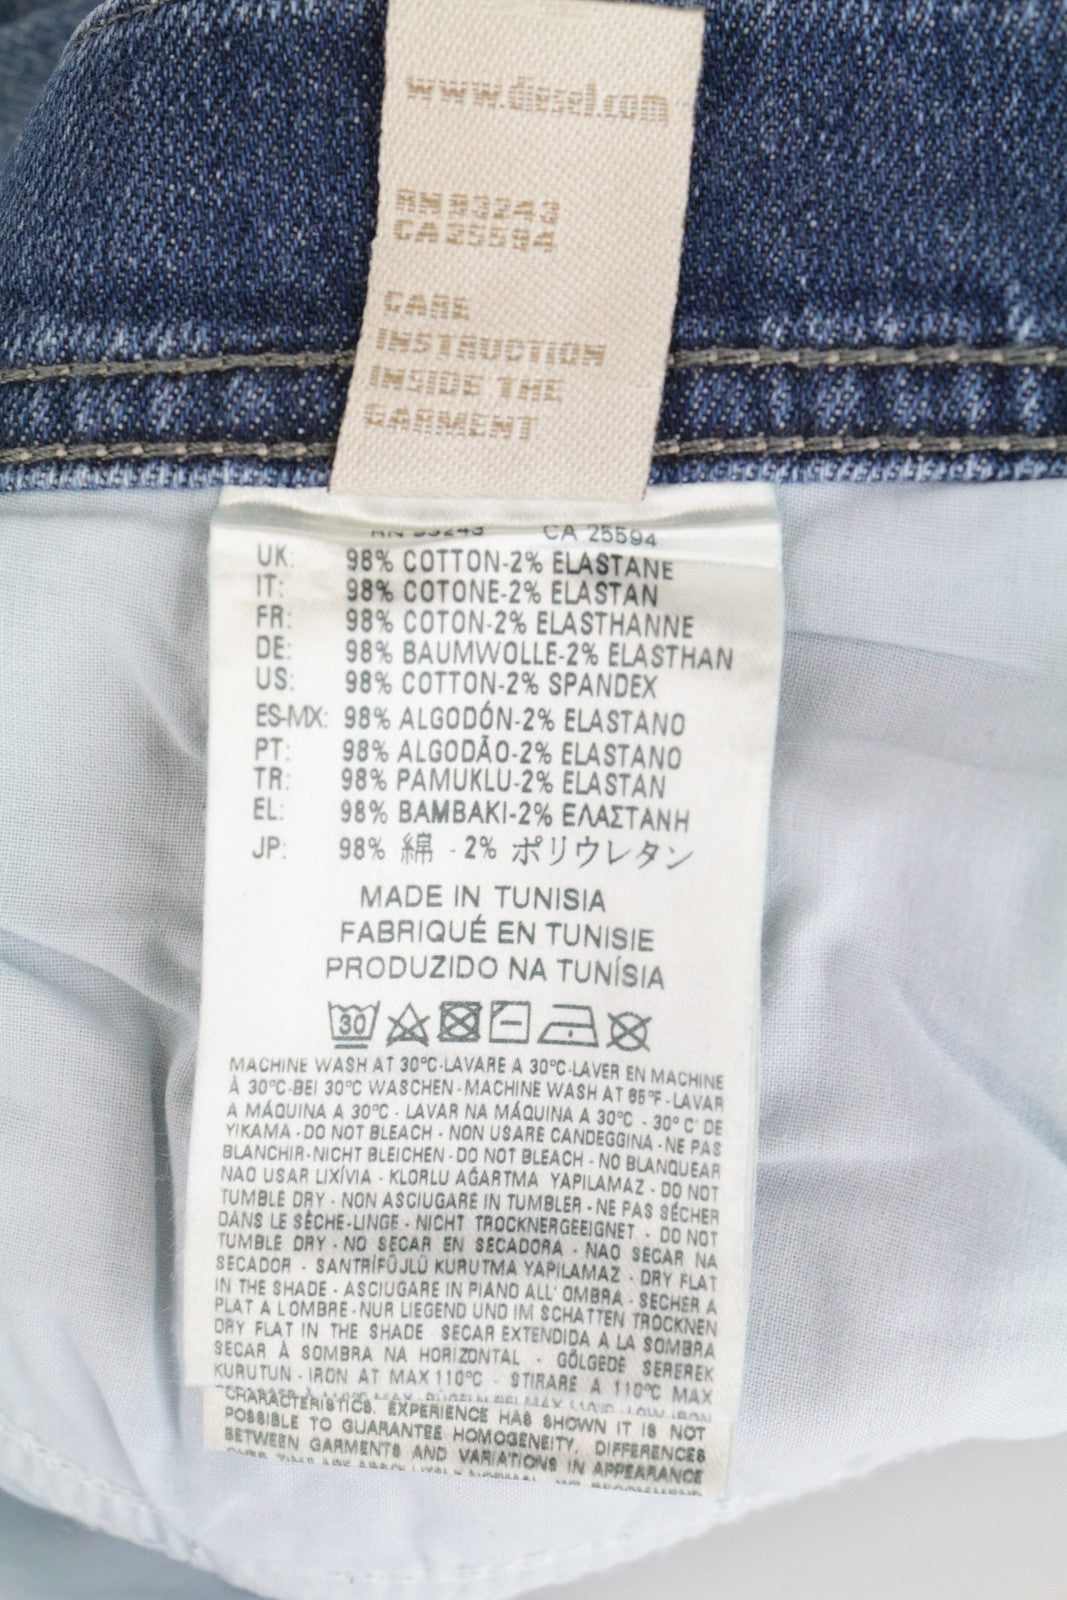 www.diesel.com
CARE
INSTRUCTION
INSIDE THE
GARMENT
CA 25594
UK: 98% COTTON-2% ELASTANE
IT: 98% COTONE-2% ELASTAN
FR: 98% COTON-2% ELASTHANNE
DE: 98% BAUMWOLLE-2% ELASTHAN
US: 98% COTTON-2% SPANDEX
ES-MX: 98% ALGODÓN-2% ELASTANO
PT: 98% ALGODÃO-2% ELASTANO
TR: 98% PAMUKLU-2% ELASTAN
EL: 98% BAMBAKI-2% ΕΛΑΣΤΑΝΗ
JP: 98% 綿 - 2% ポリウレタン
MADE IN TUNISIA
FABRIQUÉ EN TUNISIE
PRODUZIDO NA TUNÍSIA
30
MACHINE WASH AT 30°C-LAVARE A 30°C-LAVER EN MACHINE
À 30°C-BEI 30°C WASCHEN - MACHINE WASH AT 85°F - LAVAR
A MÁQUINA A 30°C - LAVAR NA MÁQUINA A 30°C - 30° C' DE
YIKAMA - DO NOT BLEACH - NON USARE CANDEGGINA - NE PAS
BLANCHIR-NICHT BLEICHEN - DO NOT BLEACH - NO BLANQUEAR
NAO USAR LIXÍVIA - KLORLU AĞARTMA YAPILAMAZ - DO NOT
TUMBLE DRY - NON ASCIUGARE IN TUMBLER - NE PAS SÉCHER
DANS LE SÈCHE-LINGE - NICHT TROCKNERGEEIGNET - DO NOT
TUMBLE DRY - NO SECAR EN SECADORA - NAO SECAR NA
SECADOR - SANTRİFÜJLÜ KURUTMA YAPILAMAZ - DRY FLAT
IN THE SHADE - ASCIUGARE IN PIANO ALL' OMBRA - SECHER A
PLAT A LOMBRE - NUR LIEGEND UND IM SCHATTEN TROCKNEN
DRY FLAT IN THE SHADE SECAR EXTENDIDA A LA SOMBRA
SECAR À SOMBRA NA HORIZONTAL - GÖLGEDE SEREREK
KURUTUN - IRON AT MAX 110°C - STIRARE A 110°C MAX
CHARACTERISTICS. EXPERIENCE HAS SHOWN IT IS NOT
POSSIBLE TO GUARANTEE HOMOGENEITY, DIFFERENCES
BETWEEN GARMENTS AND VARIATIONS IN APPEARANCE